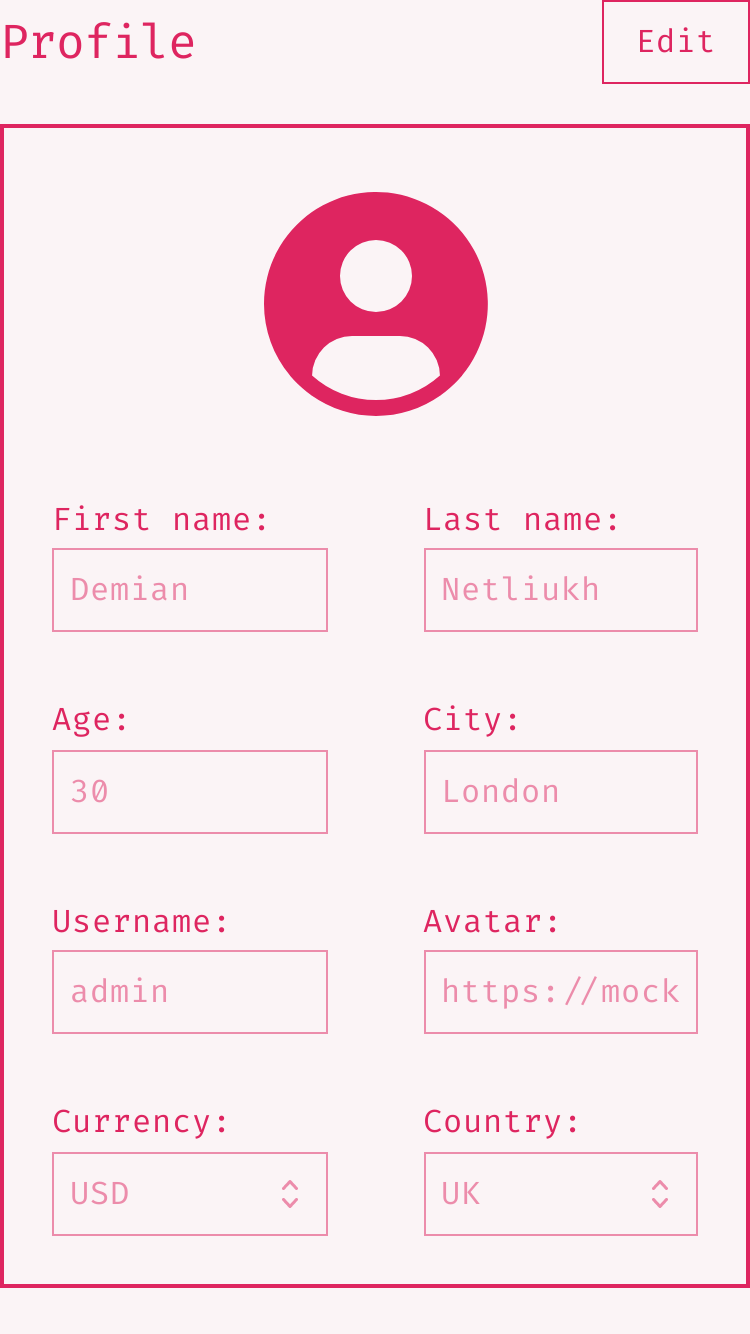 Profile
Edit
First name:
Last name:
Demian
Netliukh
Age:
City:
30
London
Username:
Avatar:
admin
https://mock
Currency:
Country:
USD
UK